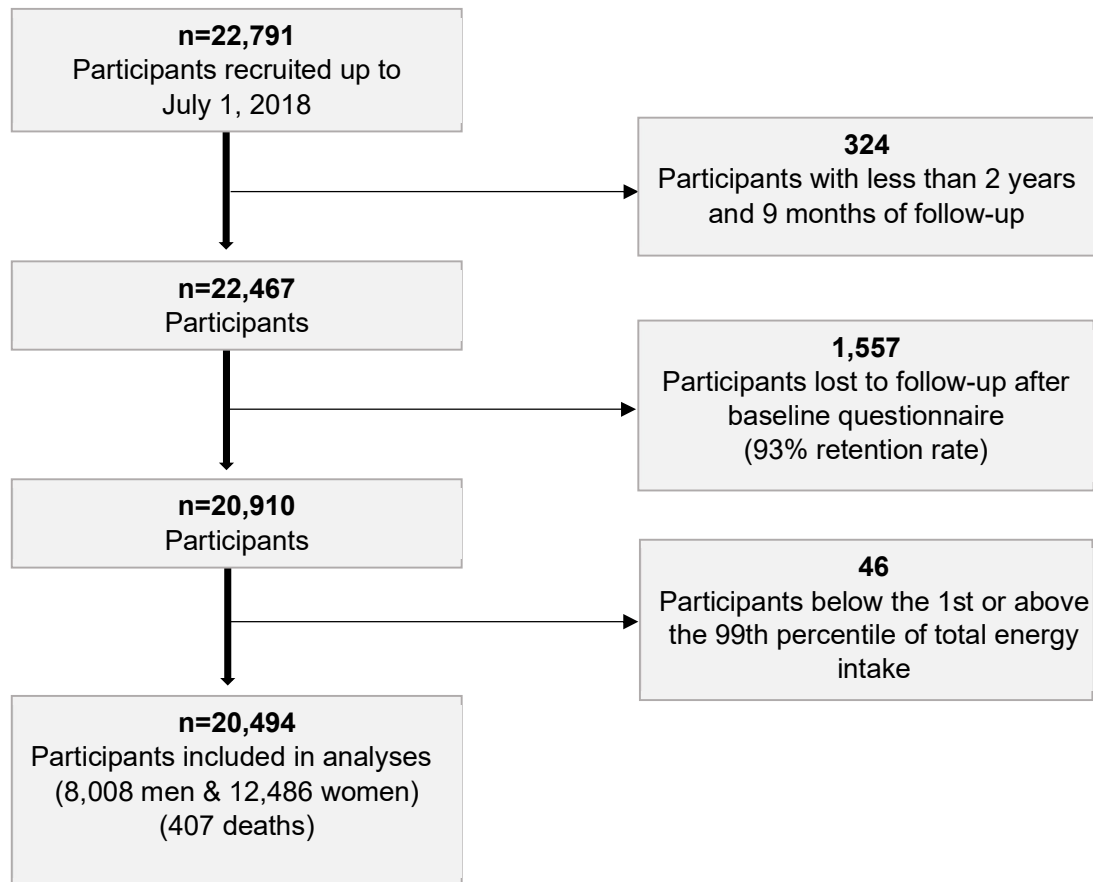 n=22,791
Participants recruited up to
July 1, 2018
324
Participants with less than 2 years
and 9 months of follow-up
n=22,467
Participants
1,557
Participants lost to follow-up after
baseline questionnaire
(93% retention rate)
n=20,910
Participants
46
Participants below the 1st or above
the 99th percentile of total energy
intake
n=20,494
Participants included in analyses
(8,008 men & 12,486 women)
(407 deaths)